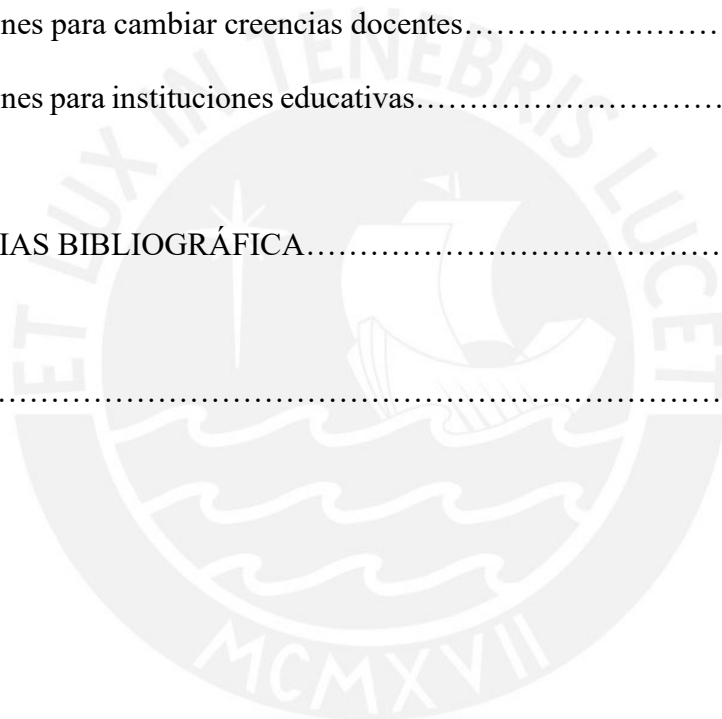 nes para cambiar creencias docentes……………………
nes para instituciones educativas…………………………
IAS BIBLIOGRÁFICA…………………………………
…………………………………………………………
ET LUX IN TENEBRIS LUCET
MCMXVII